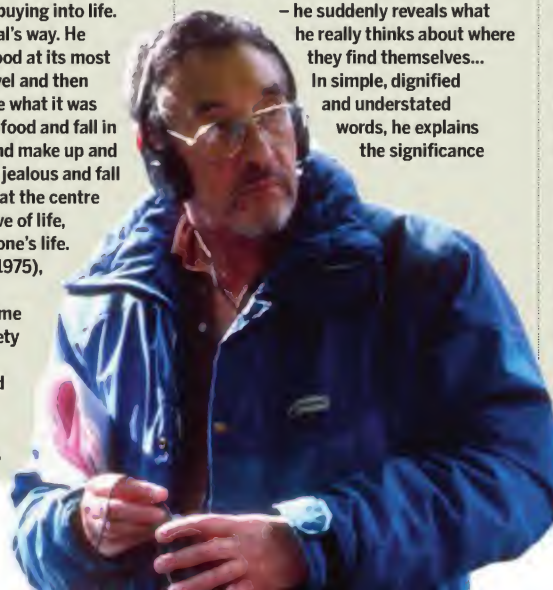 buying into life.
al's way. He
ood at its most
vel and then
e what it was
food and fall in
nd make up and
jealous and fall
at the centre
ve of life,
one's life.
1975),
me
ety
d
– he suddenly reveals what
he really thinks about where
they find themselves...
In simple, dignified
and understated
words, he explains
the significance